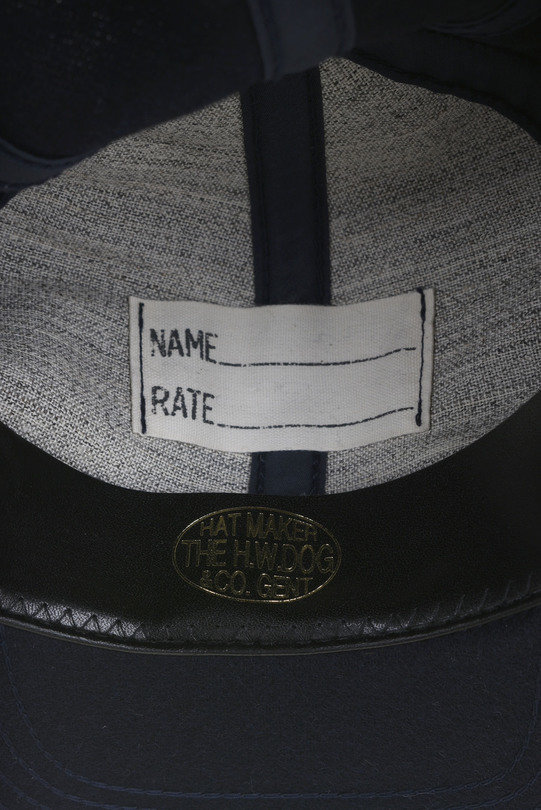 NAME
RATE
HAT MAKER
THE H.W.DOG
&CO. GENT